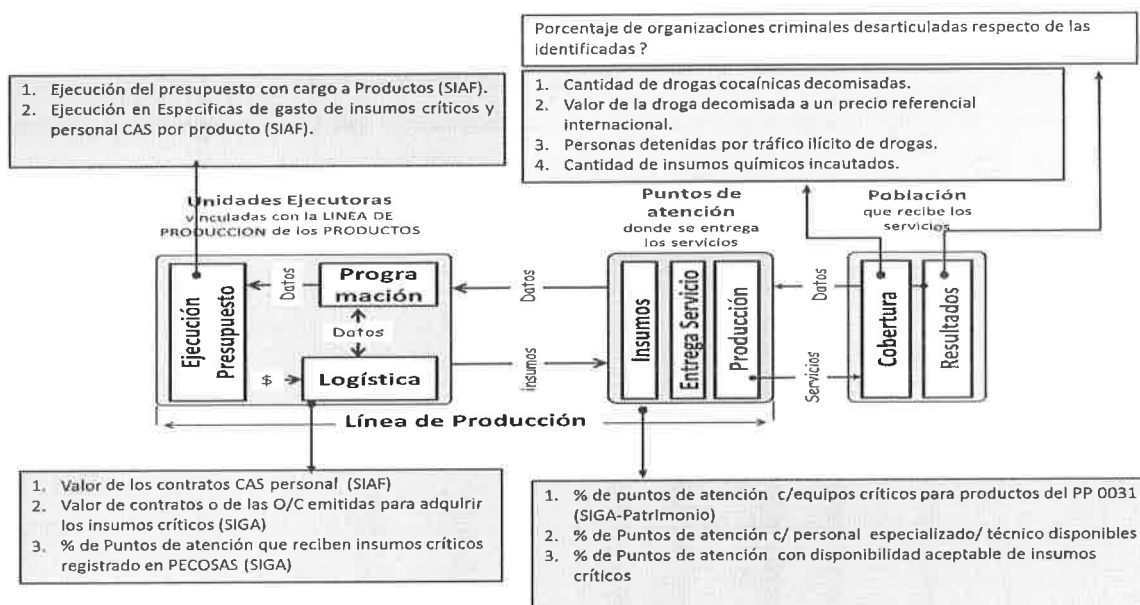 Porcentaje de organizaciones criminales desarticuladas respecto de las
identificadas ?
1. Ejecución del presupuesto con cargo a Productos (SIAF).
2. Ejecución en Especificas de gasto de insumos críticos y
personal CAS por producto (SIAF).
1. Cantidad de drogas cocaínicas decomisadas.
2. Valor de la droga decomisada a un precio referencial
internacional.
3. Personas detenidas por tráfico ilícito de drogas.
4. Cantidad de insumos químicos incautados.
Unidades Ejecutoras
vinculadas con la LINEA DE
PRODUCCION de los PRODUCTOS
Puntos de
atención
donde se entrega
los servicios
Población
que recibe los
servicios
Ejecución
Presupuesto
Datos
Progra
mación
Datos
$
Logística
Datos
Insumos
Insumos
Entrega Servicio
Producción
Datos
Servicios
Cobertura
Resultados
Línea de Producción
1. Valor de los contratos CAS personal (SIAF)
2. Valor de contratos o de las O/C emitidas para adquirir
los insumos críticos (SIGA)
3. % de Puntos de atención que reciben insumos críticos
registrado en PECOSAS (SIGA)
1. % de puntos de atención c/equipos críticos para productos del PP 0031
(SIGA-Patrimonio)
2. % de Puntos de atención c/ personal especializado/ técnico disponibles
3. % de Puntos de atención con disponibilidad aceptable de insumos
críticos